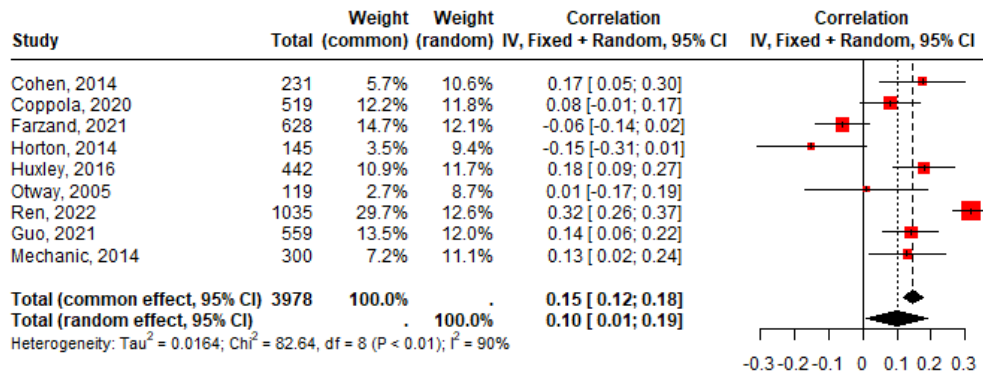 Weight Weight Correlation Correlation
Study Total (common) (random) IV, Fixed + Random, 95% CI IV, Fixed + Random, 95% CI
Cohen, 2014 231 5.7% 10.6% 0.17 [ 0.05; 0.30]
Coppola, 2020 519 12.2% 11.8% 0.08 [-0.01; 0.17]
Farzand, 2021 628 14.7% 12.1% -0.06 [-0.14; 0.02]
Horton, 2014 145 3.5% 9.4% -0.15 [-0.31; 0.01]
Huxley, 2016 442 10.9% 11.7% 0.18 [ 0.09; 0.27]
Otway, 2005 119 2.7% 8.7% 0.01 [-0.17; 0.19]
Ren, 2022 1035 29.7% 12.6% 0.32 [ 0.26; 0.37]
Guo, 2021 559 13.5% 12.0% 0.14 [ 0.06; 0.22]
Mechanic, 2014 300 7.2% 11.1% 0.13 [ 0.02; 0.24]
Total (common effect, 95% CI) 3978 100.0% . 0.15 [ 0.12; 0.18]
Total (random effect, 95% CI) . 100.0% 0.10 [ 0.01; 0.19]
Heterogeneity: Tau² = 0.0164; Chi² = 82.64, df = 8 (P < 0.01); I² = 90%
-0.3 -0.2 -0.1 0 0.1 0.2 0.3